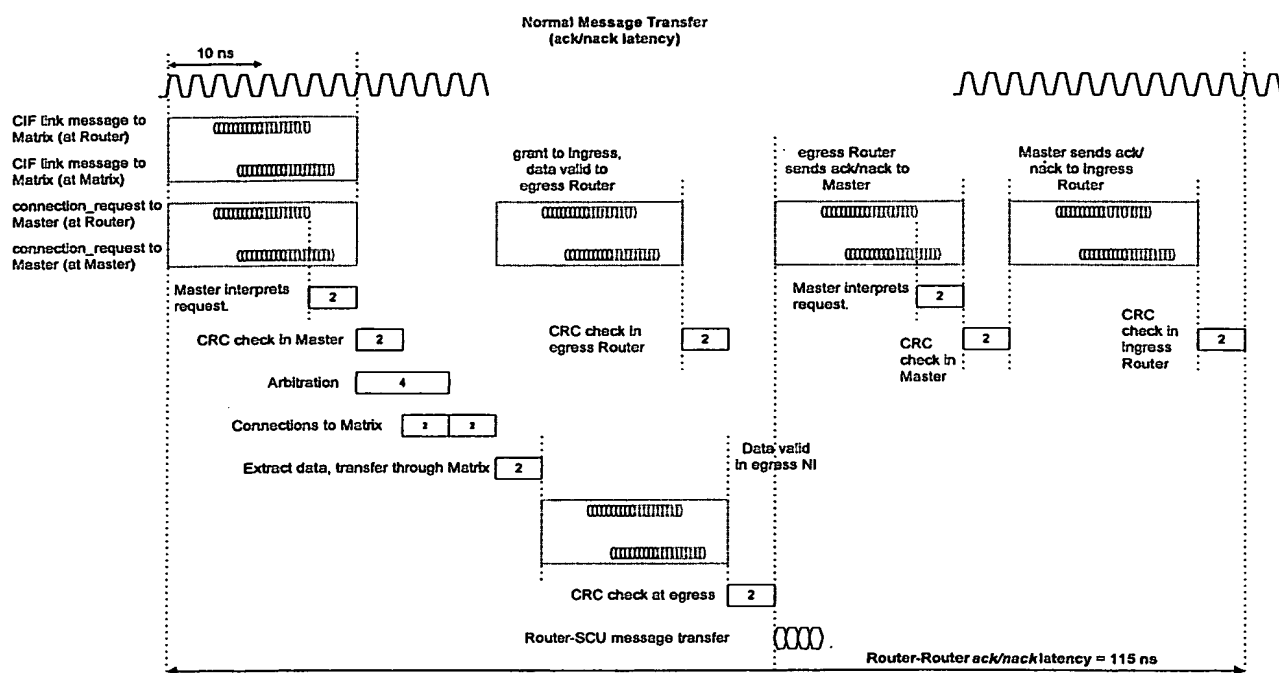 Normal Message Transfer
(ack/nack latency)
10 ns
CIF link message to
Matrix (at Router)
CIF link message to
Matrix (at Matrix)
connection_request to
Master (at Router)
connection_request to
Master (at Master)
grant to Ingress,
data valid to
egress Router
egress Router
sends ack/nack to
Master
Master sends ack/
nack to Ingress
Router
Master interprets
request.
2
Master interprets
request.
2
CRC check in Master
2
CRC check in
egress Router
2
CRC
check in
Master
2
CRC
check in
Ingress
Router
2
Arbitration
4
Connections to Matrix
2
2
Extract data, transfer through Matrix
2
Data valid
in egress NI
CRC check at egress
2
Router-SCU message transfer
Router-Router ack/nack latency = 115 ns